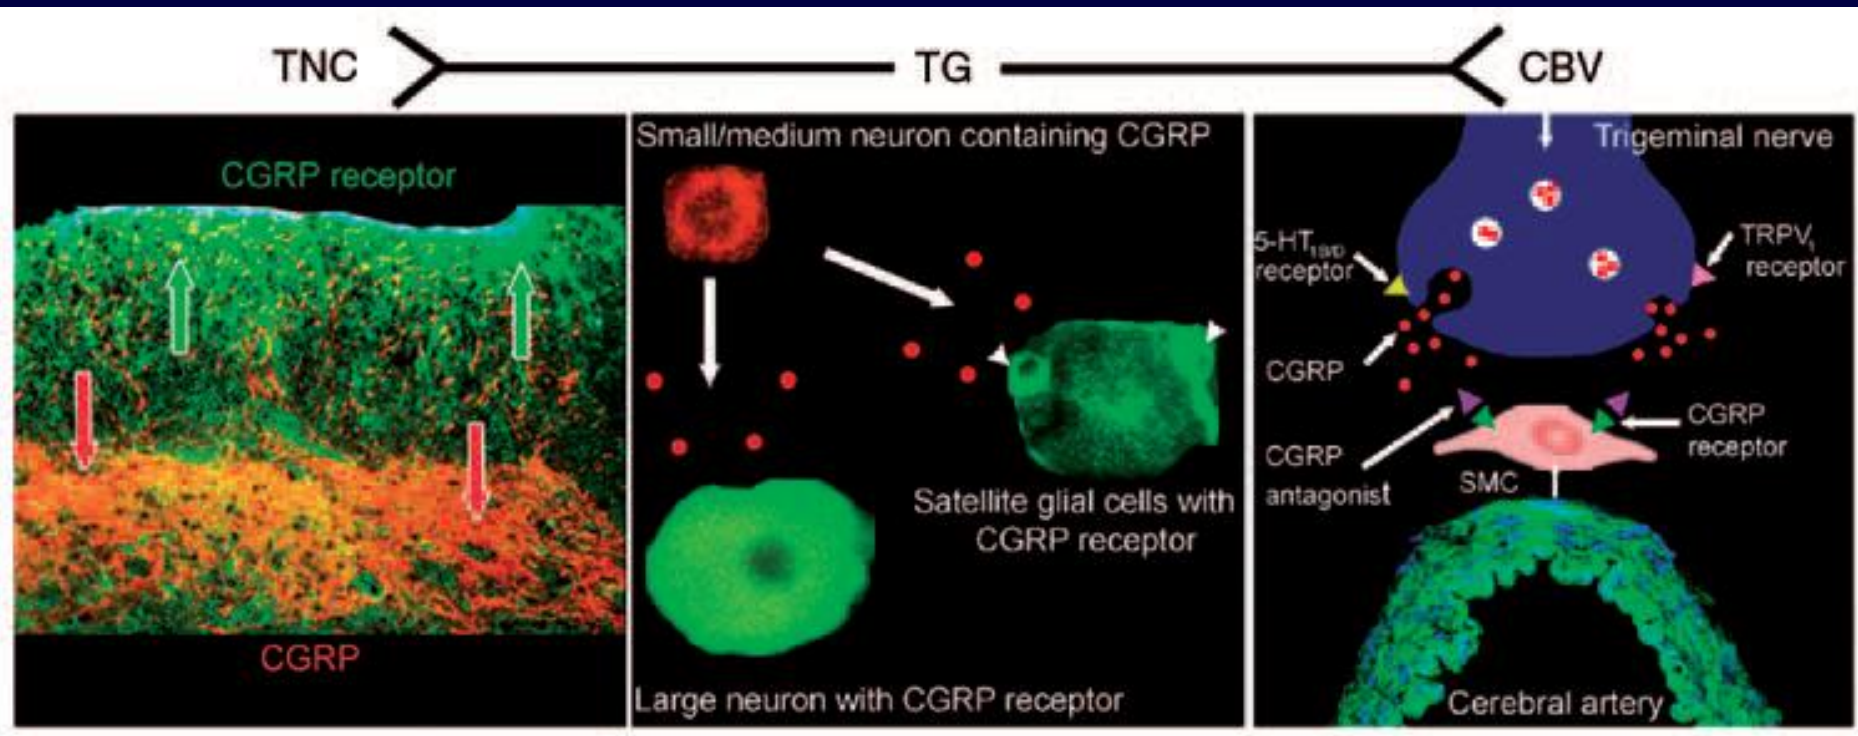 TNC
TG
CBV
CGRP receptor
CGRP
Small/medium neuron containing CGRP
Satellite glial cells with
CGRP receptor
Large neuron with CGRP receptor
Trigeminal nerve
5-HT1B/D
receptor
TRPV1
receptor
CGRP
CGRP
antagonist
SMC
CGRP
receptor
Cerebral artery